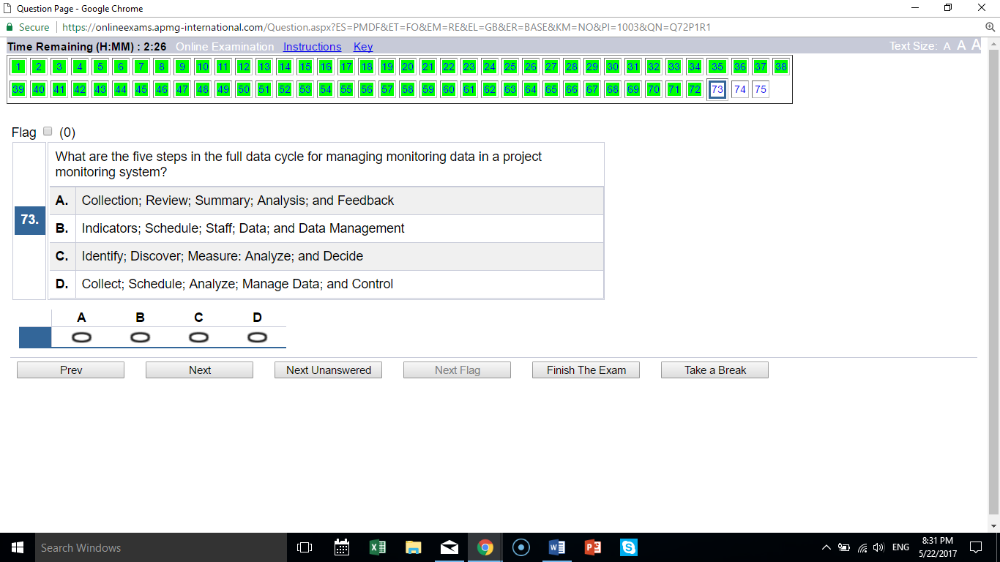 Question Page - Google Chrome
Secure https://onlineexams.apmg-international.com/Question.aspx?ES=PMDF&ET=FO&EM=RE&EL=GB&ER=BASE&KM=NO&PI=1003&QN=Q72P1R1
Time Remaining (H:MM) : 2:26 Online Examination Instructions Key Text Size: A A A
1 2 3 4 5 6 7 8 9 10 11 12 13 14 15 16 17 18 19 20 21 22 23 24 25 26 27 28 29 30 31 32 33 34 35 36 37 38
39 40 41 42 43 44 45 46 47 48 49 50 51 52 53 54 55 56 57 58 59 60 61 62 63 64 65 66 67 68 69 70 71 72 73 74 75
Flag (0)
What are the five steps in the full data cycle for managing monitoring data in a project
monitoring system?
73.
A. Collection; Review; Summary; Analysis; and Feedback
B. Indicators; Schedule; Staff; Data; and Data Management
C. Identify; Discover; Measure: Analyze; and Decide
D. Collect; Schedule; Analyze; Manage Data; and Control
A B C D
Prev Next Next Unanswered Next Flag Finish The Exam Take a Break
Search Windows
ENG
8:31 PM
5/22/2017